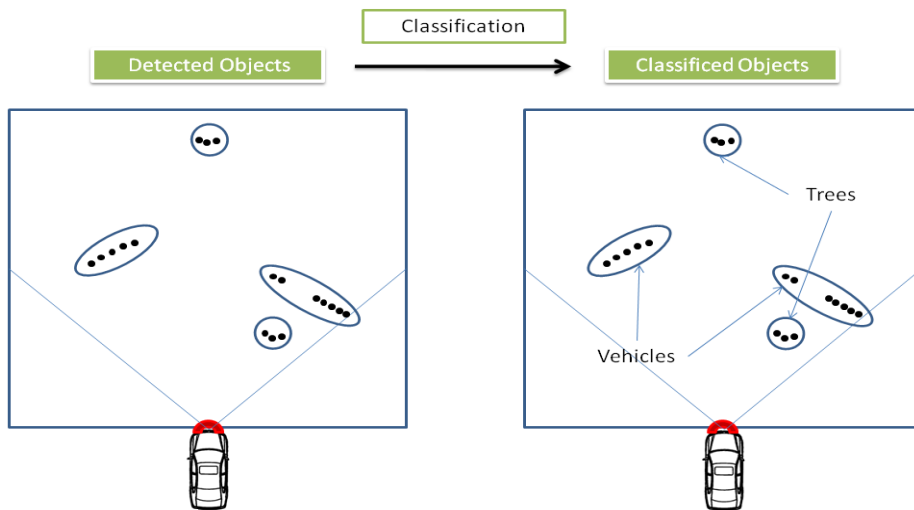 Classification
Detected Objects
Classificed Objects
Trees
Vehicles